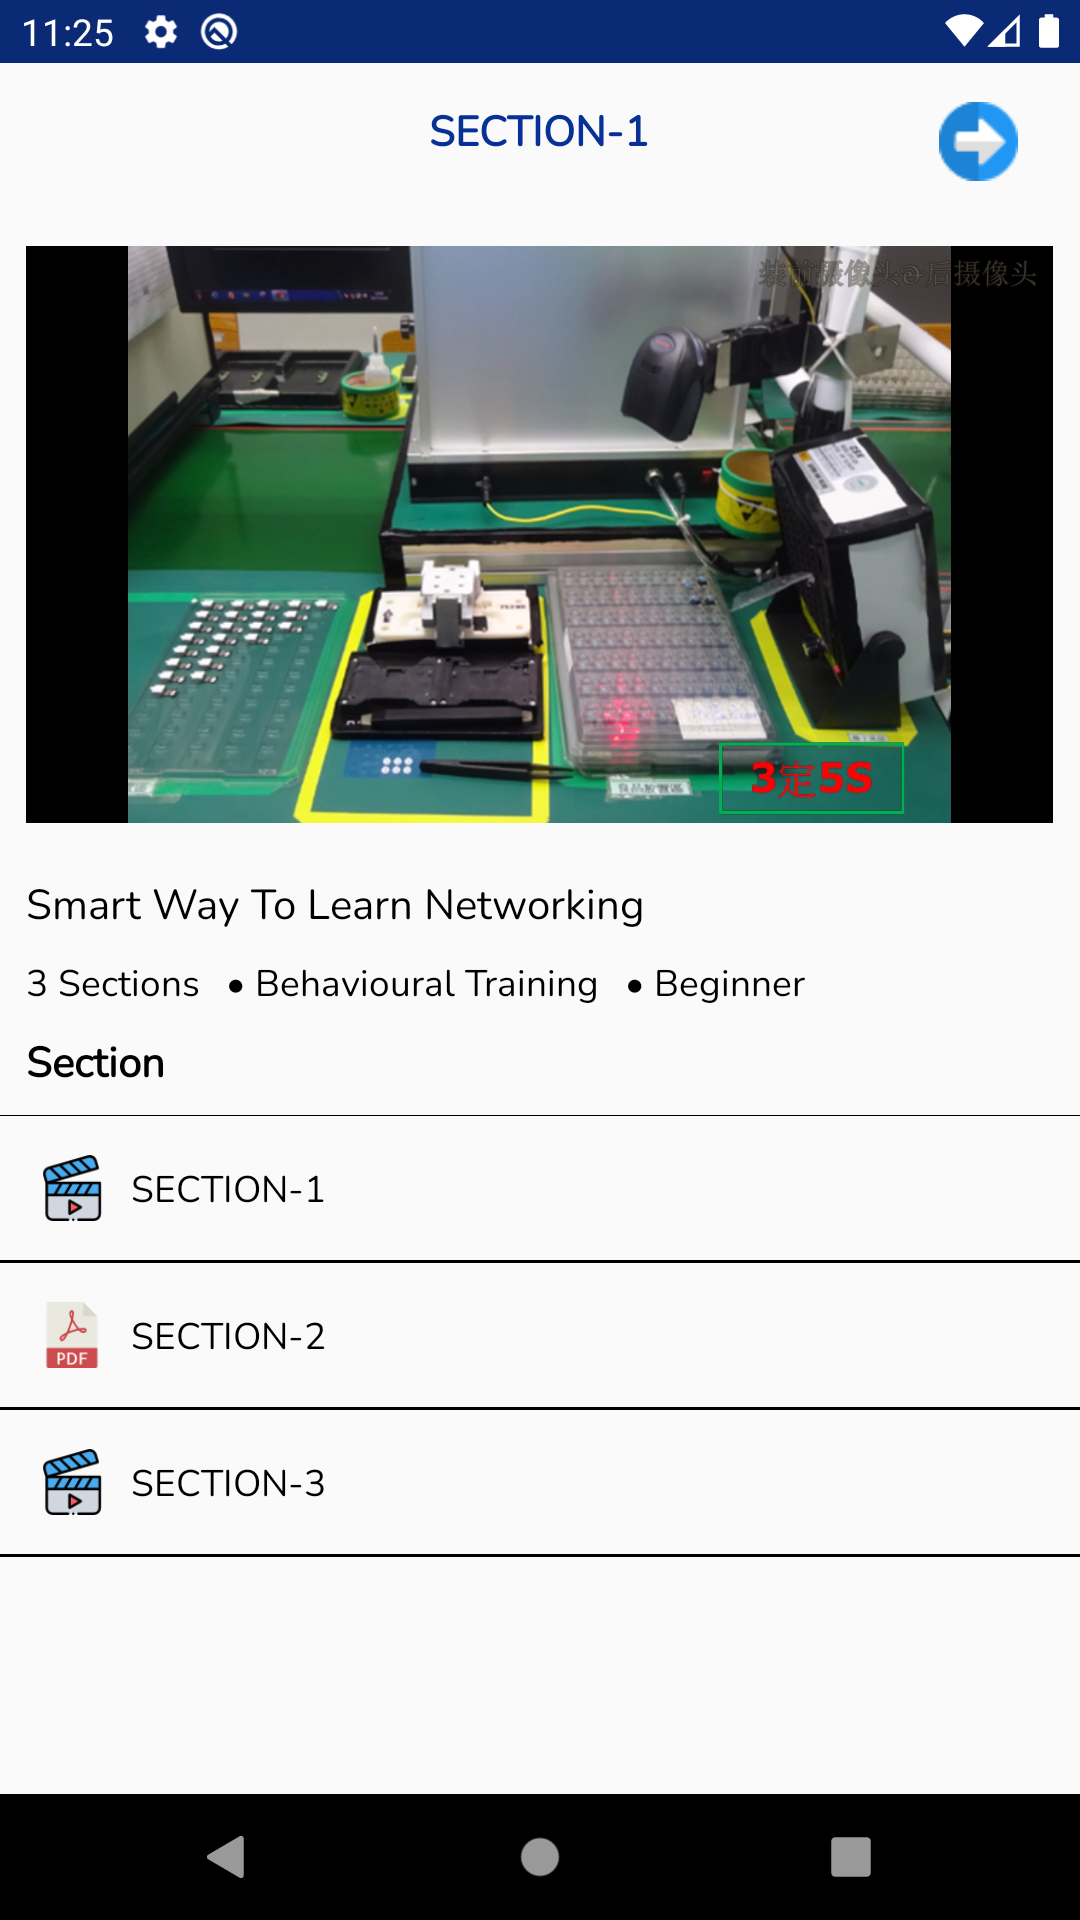 11:25
SECTION-1
装前摄像头@后摄像头
3定5S
Smart Way To Learn Networking
3 Sections • Behavioural Training • Beginner
Section
SECTION-1
PDF
SECTION-2
SECTION-3